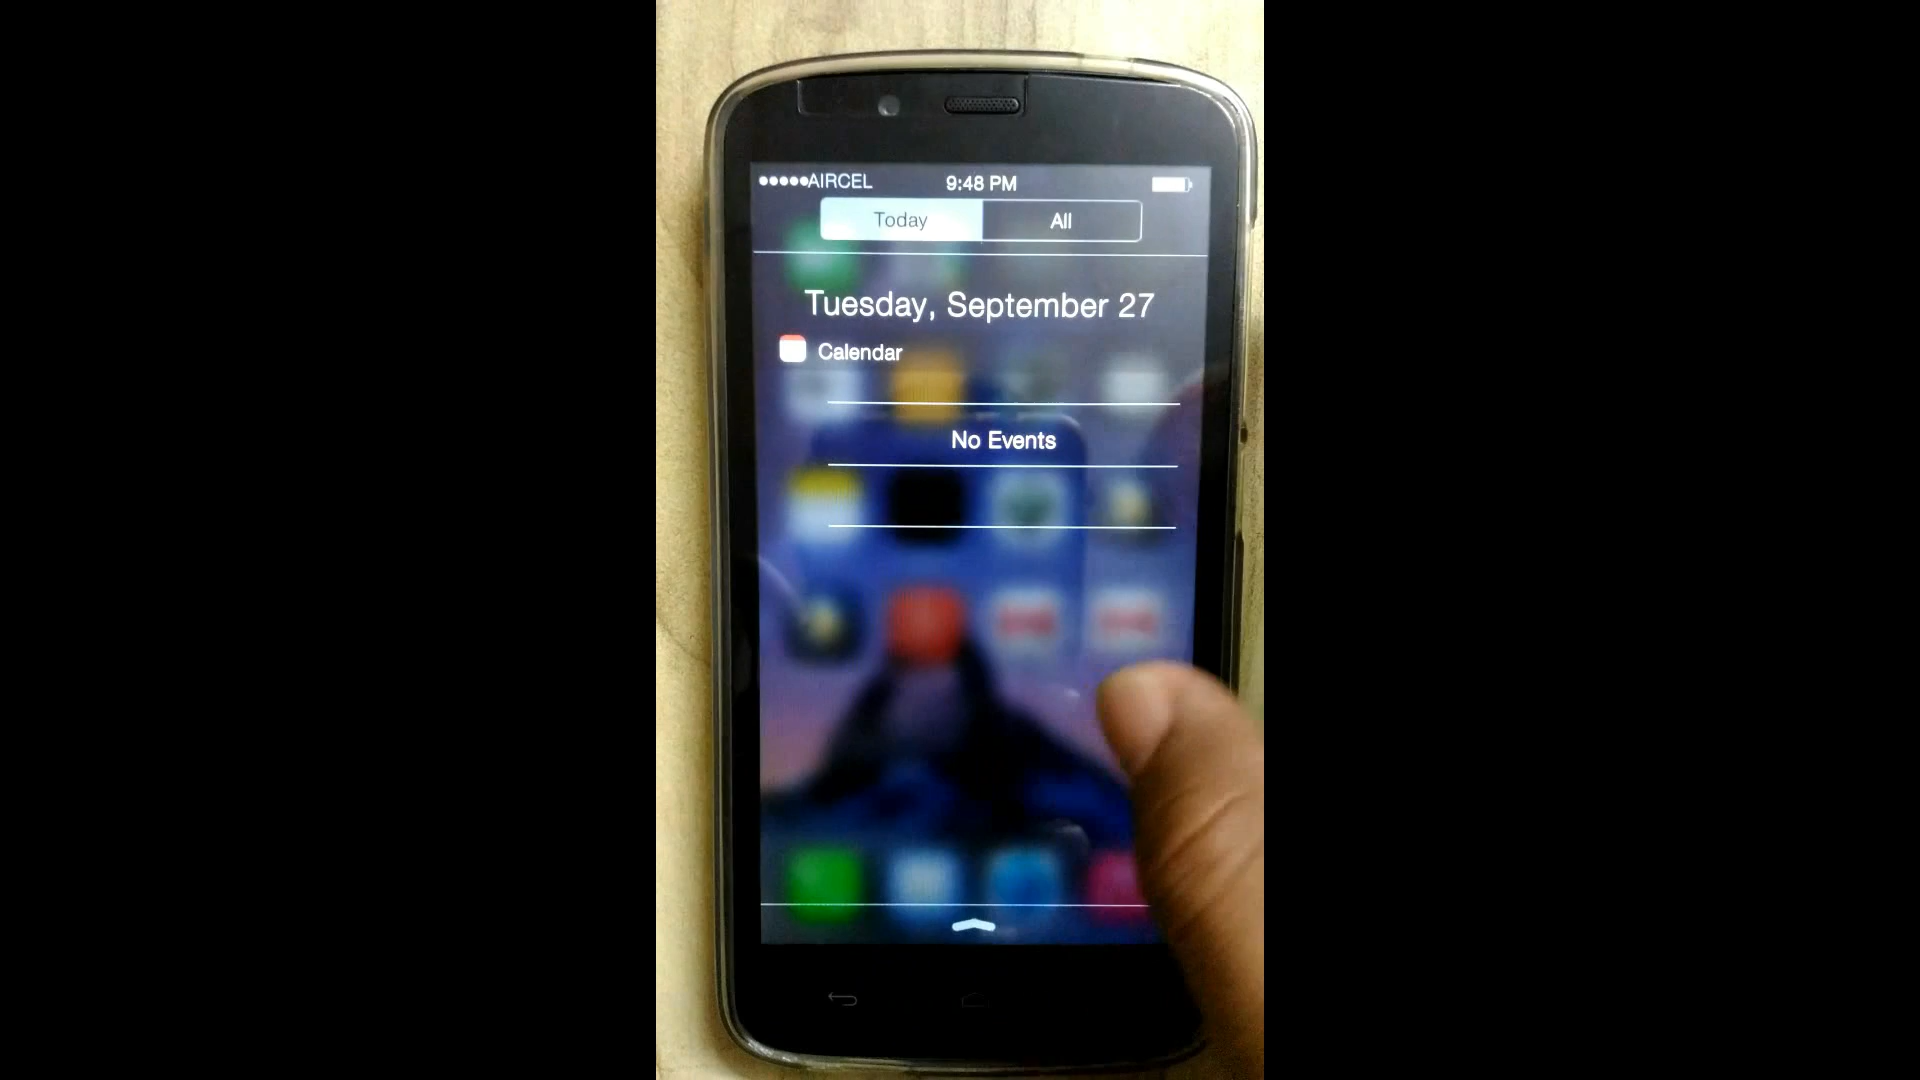 AIRCEL 9:48 PM
Today All
Tuesday, September 27
Calendar
No Events